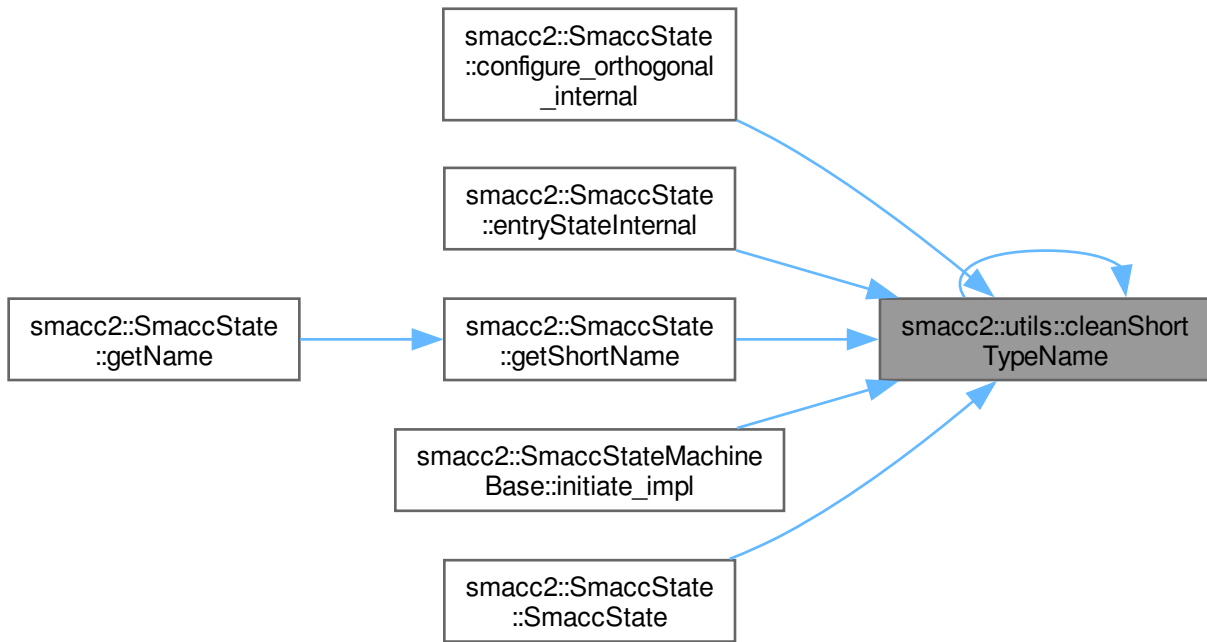 smacc2::SmaccState
::configure_orthogonal
_internal
smacc2::SmaccState
::entryStateInternal
smacc2::SmaccState
::getName
smacc2::SmaccState
::getShortName
smacc2::utils::cleanShort
TypeName
smacc2::SmaccStateMachine
Base::initiate_impl
smacc2::SmaccState
::SmaccState